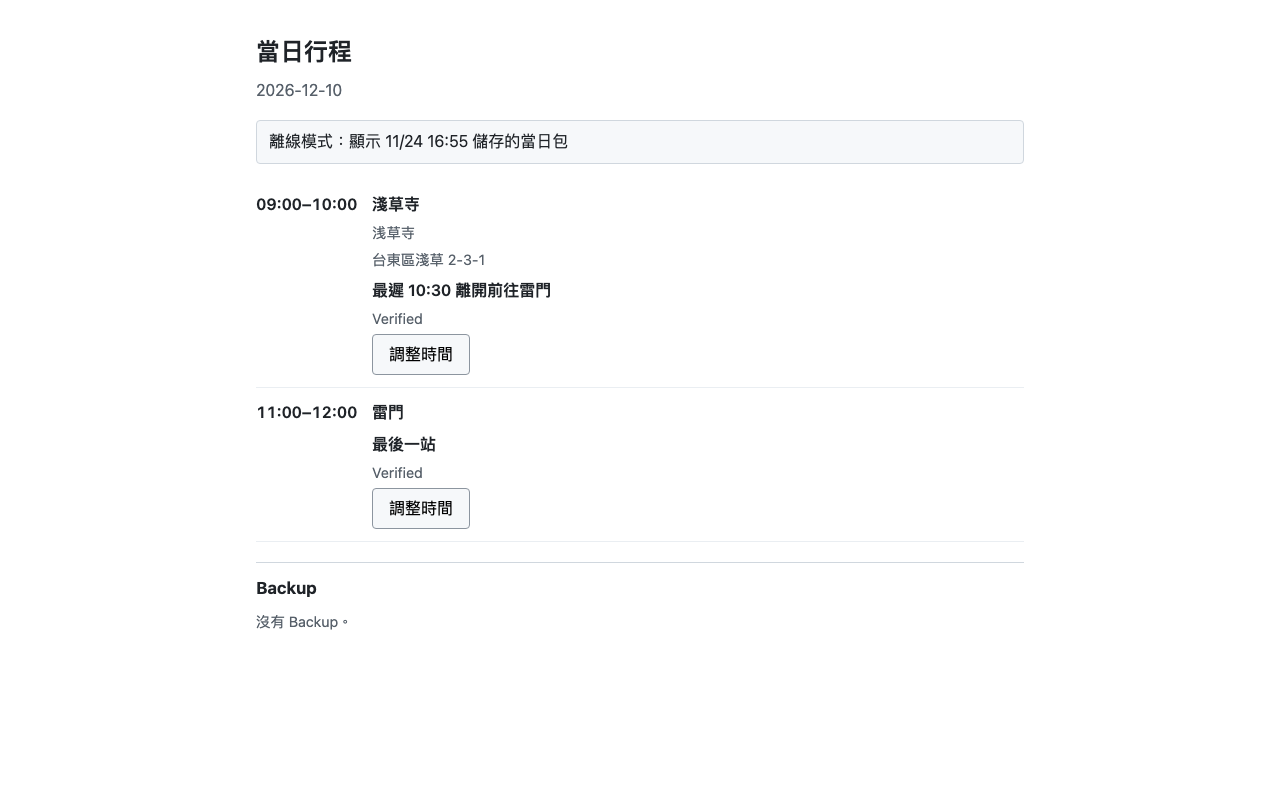 當日行程
2026-12-10
離線模式：顯示 11/24 16:55 儲存的當日包
09:00–10:00 淺草寺
浅草寺
台東區淺草 2-3-1
最遲 10:30 離開前往雷門
Verified
調整時間
11:00–12:00 雷門
最後一站
Verified
調整時間
Backup
沒有 Backup。